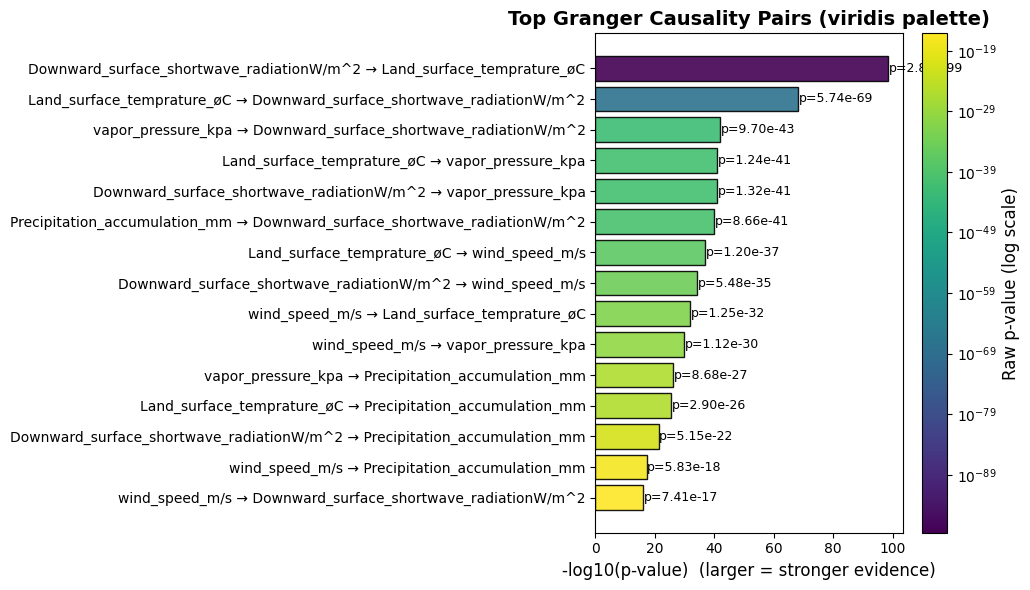 Top Granger Causality Pairs (viridis palette)
Downward_surface_shortwave_radiationW/m^2 → Land_surface_temprature_øC
Land_surface_temprature_øC → Downward_surface_shortwave_radiationW/m^2
p=5.74e-69
vapor_pressure_kpa → Downward_surface_shortwave_radiationW/m^2
p=9.70e-43
Land_surface_temprature_øC → vapor_pressure_kpa
p=1.24e-41
Downward_surface_shortwave_radiationW/m^2 → vapor_pressure_kpa
p=1.32e-41
Precipitation_accumulation_mm → Downward_surface_shortwave_radiationW/m^2
p=8.66e-41
Land_surface_temprature_øC → wind_speed_m/s
p=1.20e-37
Downward_surface_shortwave_radiationW/m^2 → wind_speed_m/s
p=5.48e-35
wind_speed_m/s → Land_surface_temprature_øC
p=1.25e-32
wind_speed_m/s → vapor_pressure_kpa
p=1.12e-30
vapor_pressure_kpa → Precipitation_accumulation_mm
p=8.68e-27
Land_surface_temprature_øC → Precipitation_accumulation_mm
p=2.90e-26
Downward_surface_shortwave_radiationW/m^2 → Precipitation_accumulation_mm
p=5.15e-22
wind_speed_m/s → Precipitation_accumulation_mm
p=5.83e-18
wind_speed_m/s → Downward_surface_shortwave_radiationW/m^2
p=7.41e-17
0 20 40 60 80 100
-log10(p-value)  (larger = stronger evidence)
10⁻¹⁹
10⁻²⁹
10⁻³⁹
10⁻⁴⁹
10⁻⁵⁹
10⁻⁶⁹
10⁻⁷⁹
10⁻⁸⁹
Raw p-value (log scale)